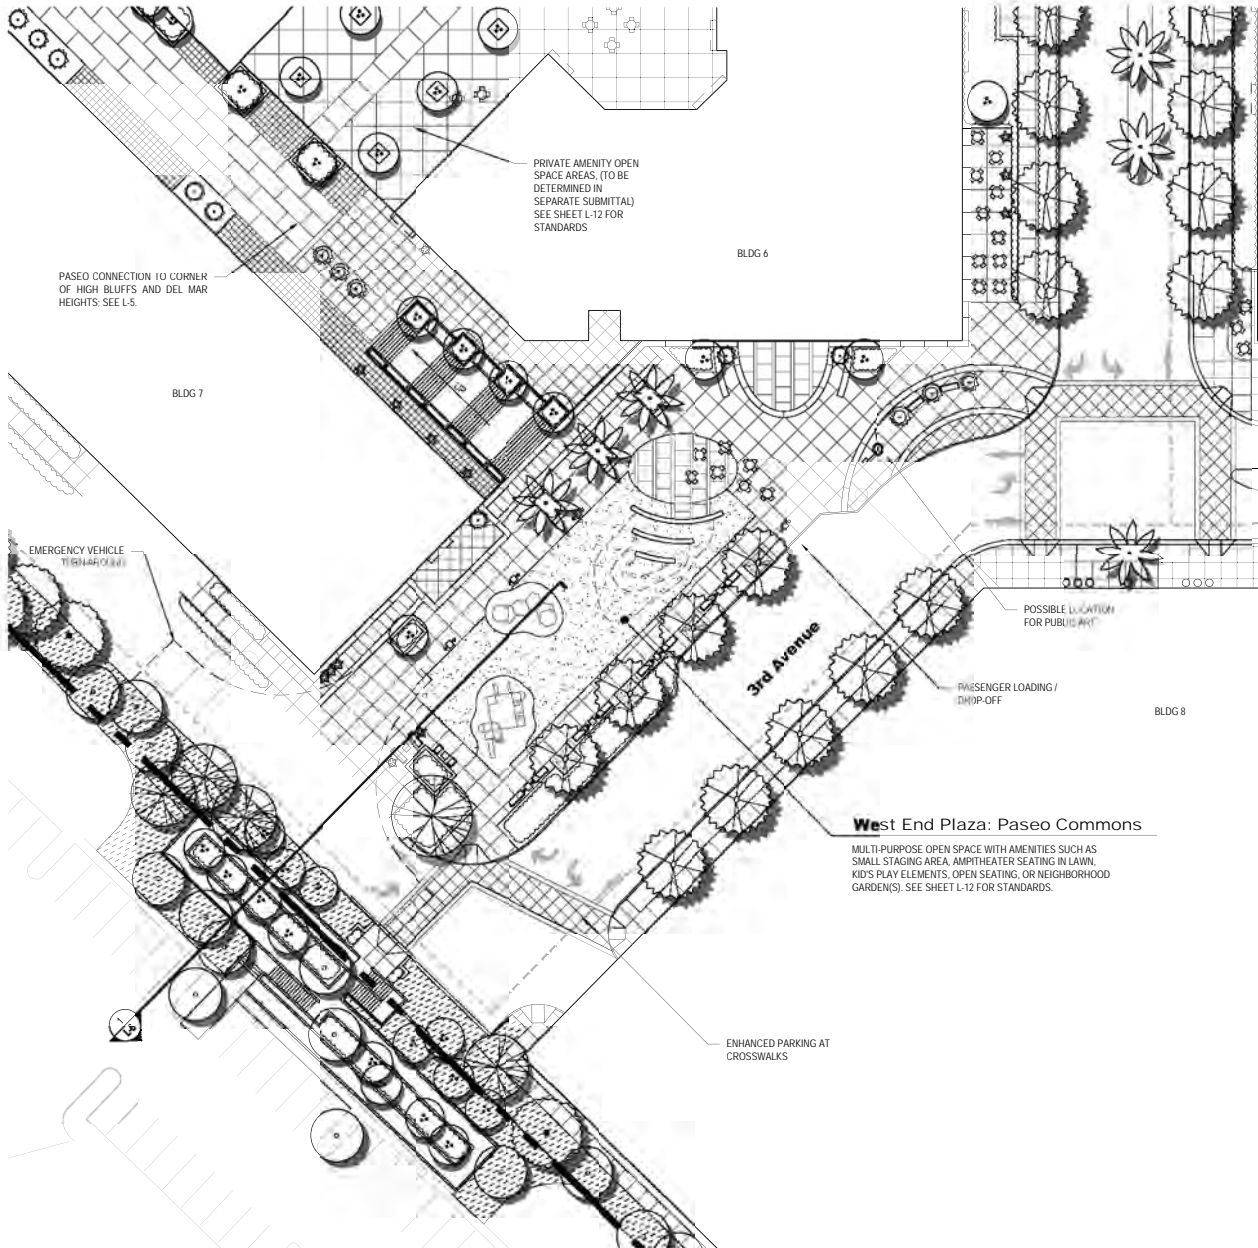 PRIVATE AMENITY OPEN
SPACE AREAS, (TO BE
DETERMINED IN
SEPARATE SUBMITTAL)
SEE SHEET L-12 FOR
STANDARDS
BLDG 6
PASEO CONNECTION TO CORNER
OF HIGH BLUFFS AND DEL MAR
HEIGHTS; SEE L-5.
BLDG 7
UP
EMERGENCY VEHICLE
TURN-AROUND
POSSIBLE LOCATION
FOR PUBLIC ART
3rd Avenue
PASSENGER LOADING /
DROP-OFF
BLDG 8
West End Plaza: Paseo Commons
MULTI-PURPOSE OPEN SPACE WITH AMENITIES SUCH AS
SMALL STAGING AREA, AMPITHEATER SEATING IN LAWN,
KID'S PLAY ELEMENTS, OPEN SEATING, OR NEIGHBORHOOD
GARDEN(S). SEE SHEET L-12 FOR STANDARDS.
ENHANCED PARKING AT
CROSSWALKS